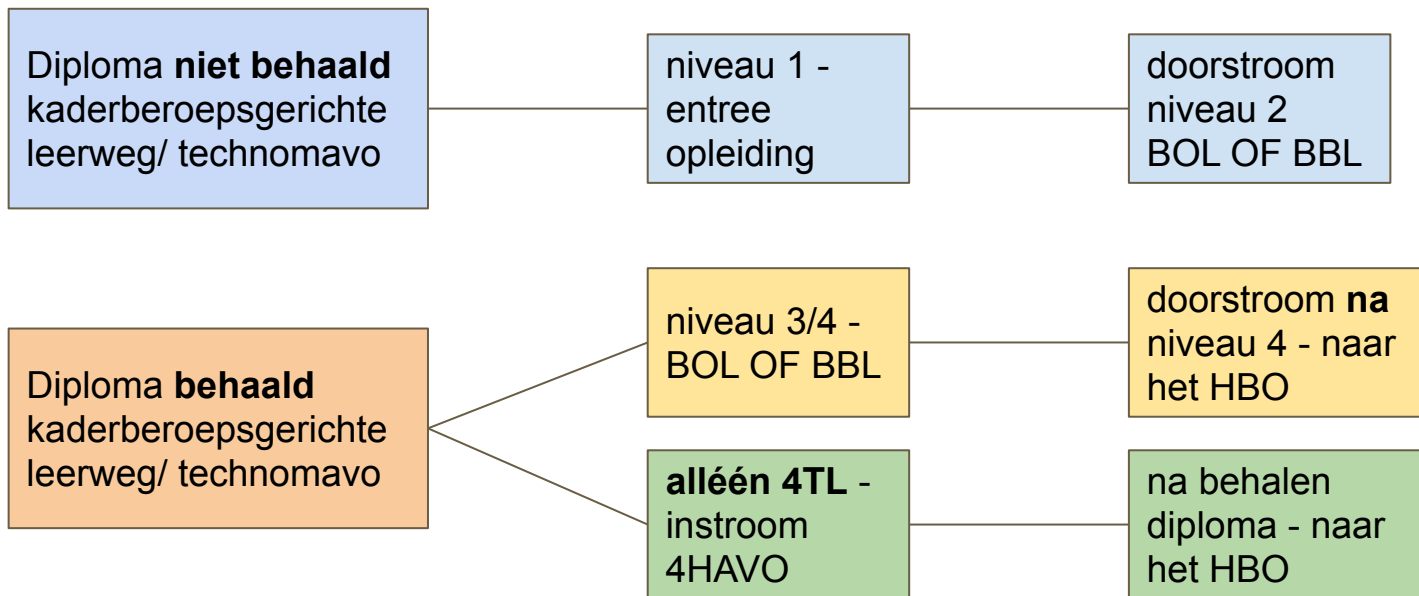 Diploma niet behaald
kaderberoepsgerichte
leerweg/ technomavo
niveau 1 -
entree
opleiding
doorstroom
niveau 2
BOL OF BBL
Diploma behaald
kaderberoepsgerichte
leerweg/ technomavo
niveau 3/4 -
BOL OF BBL
doorstroom na
niveau 4 - naar
het HBO
alléén 4TL -
instroom
4HAVO
na behalen
diploma - naar
het HBO